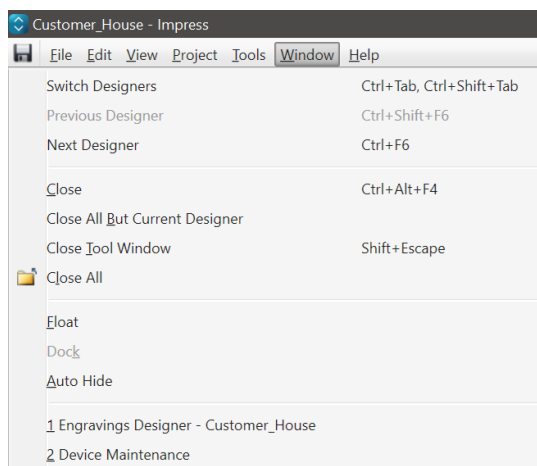 Customer_House - Impress
File Edit View Project Tools Window Help
Switch Designers Ctrl+Tab, Ctrl+Shift+Tab
Previous Designer Ctrl+Shift+F6
Next Designer Ctrl+F6
Close Ctrl+Alt+F4
Close All But Current Designer
Close Tool Window Shift+Escape
Close All
Float
Dock
Auto Hide
1 Engravings Designer - Customer_House
2 Device Maintenance